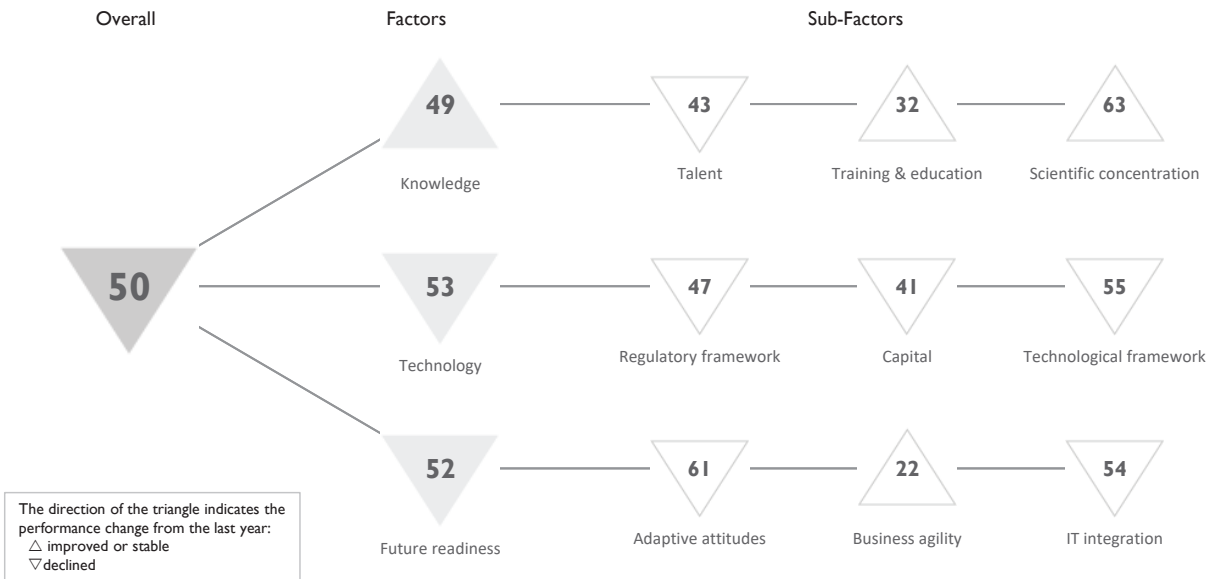 Overall Factors Sub-Factors
49 43 32 63
Knowledge Talent Training & education Scientific concentration
50 53 47 41 55
Technology Regulatory framework Capital Technological framework
52 61 22 54
Future readiness Adaptive attitudes Business agility IT integration
The direction of the triangle indicates the
performance change from the last year:
△ improved or stable
▽ declined